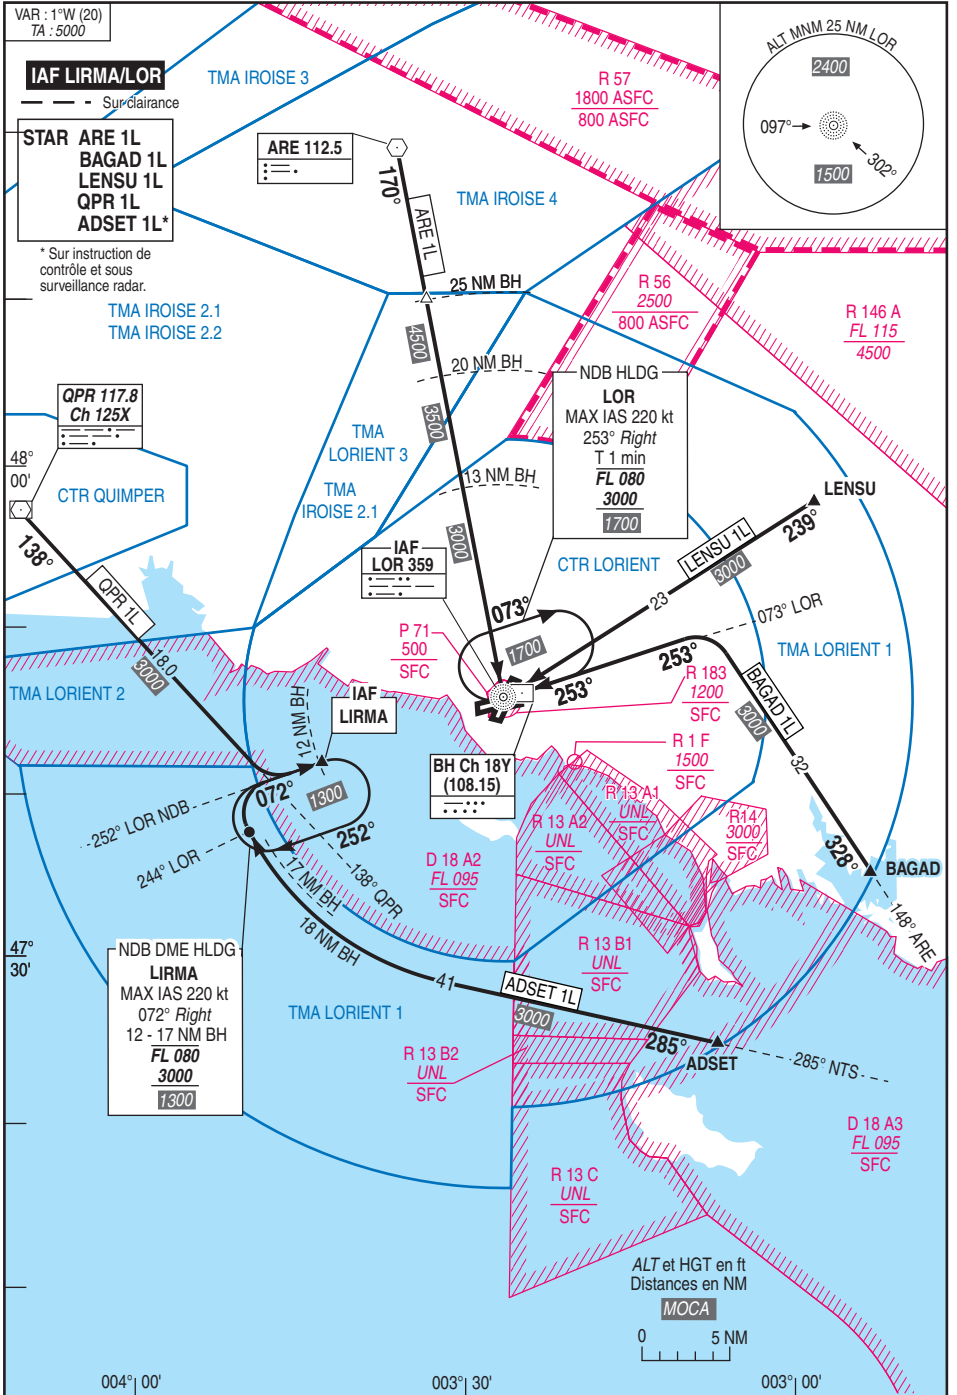 VAR : 1°W (20)
TA : 5000
IAF LIRMA/LOR
Sur clairance
STAR ARE 1L
BAGAD 1L
LENSU 1L
QPR 1L
ADSET 1L*
* Sur instruction de
contrôle et sous
surveillance radar.
TMA IROISE 2.1
TMA IROISE 2.2
TMA IROISE 3
ARE 112.5
170°
ARE 1L
TMA IROISE 4
R 57
1800 ASFC
800 ASFC
ALT MNM 25 NM LOR
2400
097°
302°
1500
25 NM BH
4500
20 NM BH
3500
13 NM BH
3000
R 56
2500
800 ASFC
R 146 A
FL 115
4500
QPR 117.8
Ch 125X
48°
00'
CTR QUIMPER
138°
QPR 1L
18.0
3000
TMA
LORIENT 3
TMA
IROISE 2.1
NDB HLDG
LOR
MAX IAS 220 kt
253° Right
T 1 min
FL 080
3000
1700
LENSU
239°
LENSU 1L
3000
23
CTR LORIENT
IAF
LOR 359
073°
1700
073° LOR
P 71
500
SFC
253°
253°
TMA LORIENT 1
BAGAD 1L
3000
32
R 183
1200
SFC
TMA LORIENT 2
12 NM BH
IAF
LIRMA
R 1 F
1500
SFC
BH Ch 18Y
(108.15)
072°
1300
252°
252° LOR NDB
244° LOR
R 13 A1
UNL
SFC
R 13 A2
UNL
SFC
R14
3000
SFC
328°
BAGAD
148° ARE
17 NM BH
138° QPR
D 18 A2
FL 095
SFC
18 NM BH
47°
30'
NDB DME HLDG
LIRMA
MAX IAS 220 kt
072° Right
12 - 17 NM BH
FL 080
3000
1300
41
R 13 B1
UNL
SFC
ADSET 1L
3000
TMA LORIENT 1
285°
ADSET
285° NTS
R 13 B2
UNL
SFC
D 18 A3
FL 095
SFC
R 13 C
UNL
SFC
ALT et HGT en ft
Distances en NM
MOCA
0 5 NM
004° 00'
003° 30'
003° 00'